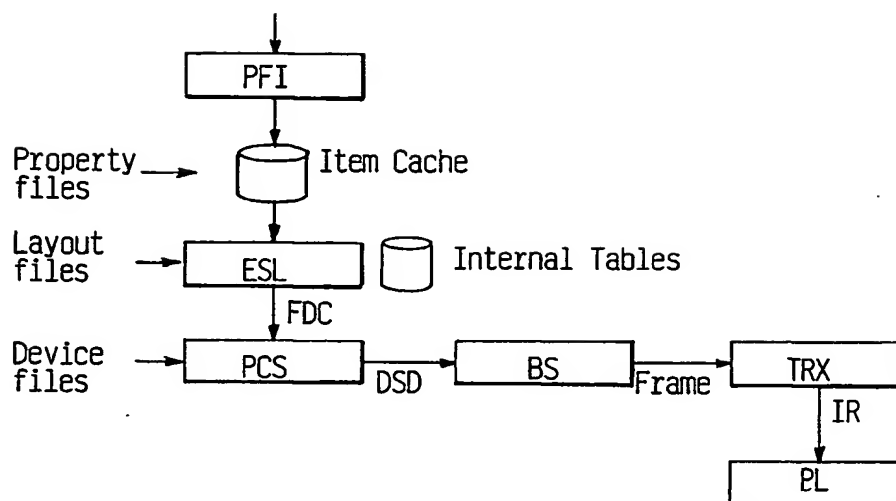 PFI
Property
files
Item Cache
Layout
files
ESL
Internal Tables
FDC
Device
files
PCS
DSD
BS
Frame
TRX
IR
PL